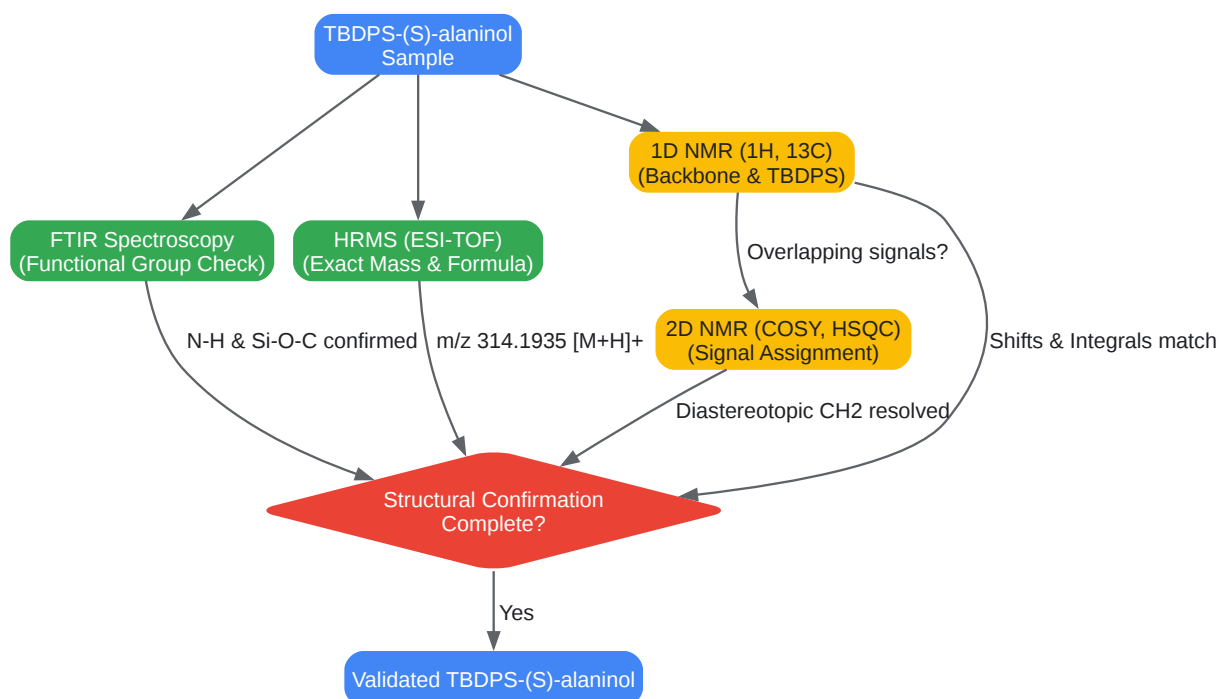 TBDPS-(S)-alaninol
Sample
1D NMR (1H, 13C)
(Backbone & TBDPS)
FTIR Spectroscopy
(Functional Group Check)
HRMS (ESI-TOF)
(Exact Mass & Formula)
Overlapping signals?
N-H & Si-O-C confirmed
m/z 314.1935 [M+H]+
2D NMR (COSY, HSQC)
(Signal Assignment)
Shifts & Integrals match
Diastereotopic CH2 resolved
Structural Confirmation
Complete?
Yes
Validated TBDPS-(S)-alaninol